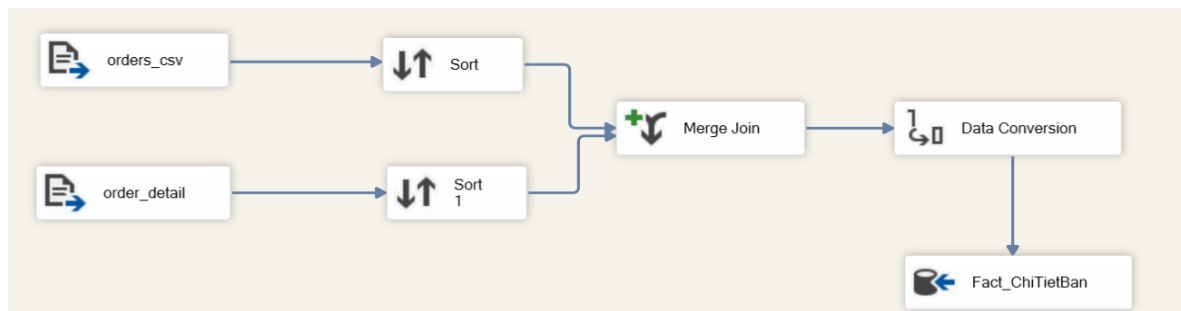 orders_csv
Sort
Merge Join
Data Conversion
order_detail
Sort
1
Fact_ChiTietBan